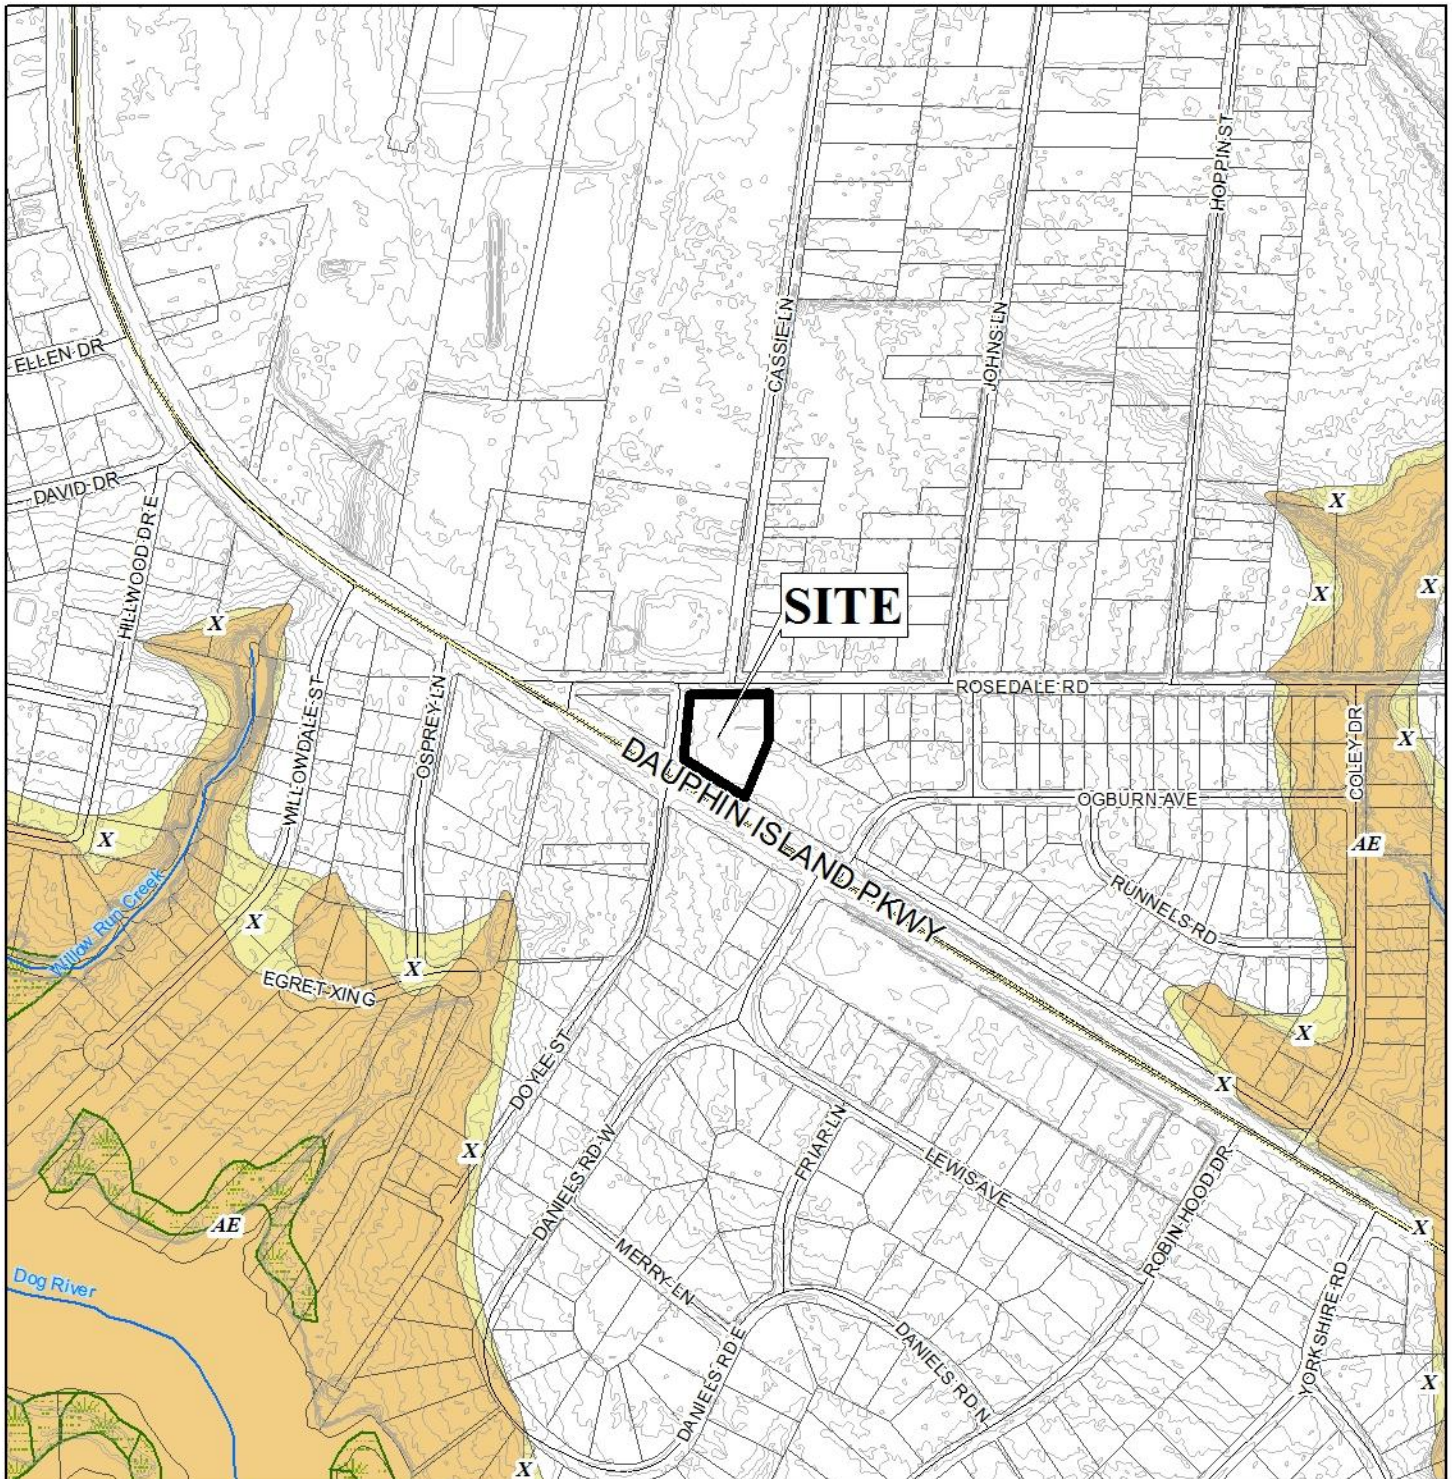 HOPPIN ST
CASSIE LN
JOHNS LN
ELLEN DR
DAVID DR
HILLWOOD DR E
X
X
X
X
SITE
X
WILLOWDALE ST
OSPREY LN
ROSEDALE RD
COLEY DR
X
DAUPHIN ISLAND PKWY
OGBURN AVE
X
AE
Willow Run Creek
X
RUNNELS RD
X
EGRET XING
X
DOYLE ST
X
X
DANIELS RD W
FRIAR LN
LEWIS AVE
ROBIN HOOD DR
AE
X
MERRY LN
Dog River
YORKSHIRE RD
DANIELS RD E
DANIELS RD N
X
X